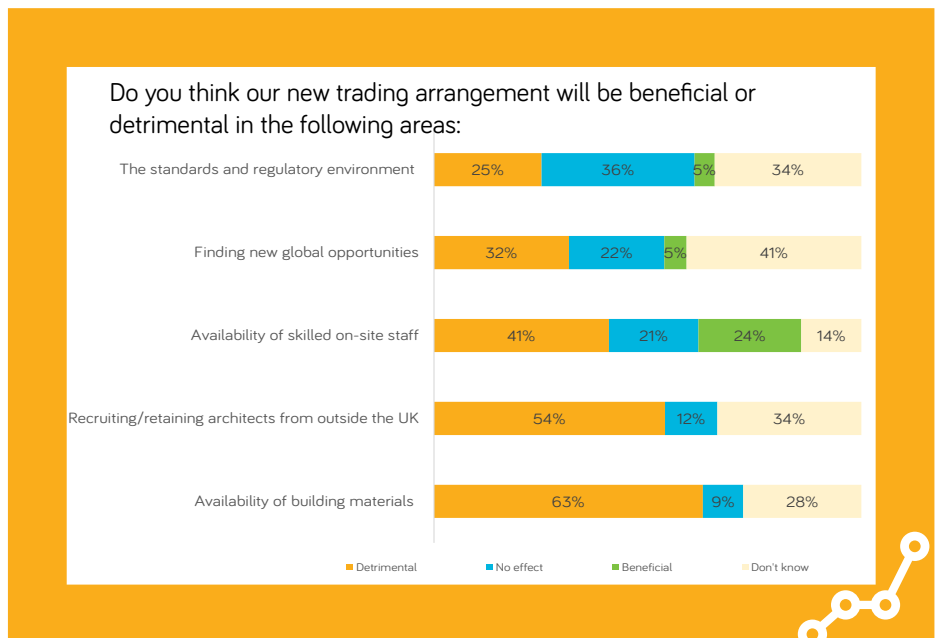 Do you think our new trading arrangement will be beneficial or
detrimental in the following areas:
The standards and regulatory environment
25% 36% 5% 34%
Finding new global opportunities
32% 22% 5% 41%
Availability of skilled on-site staff
41% 21% 24% 14%
Recruiting/retaining architects from outside the UK
54% 12% 34%
Availability of building materials
63% 9% 28%
Detrimental No effect Beneficial Don't know